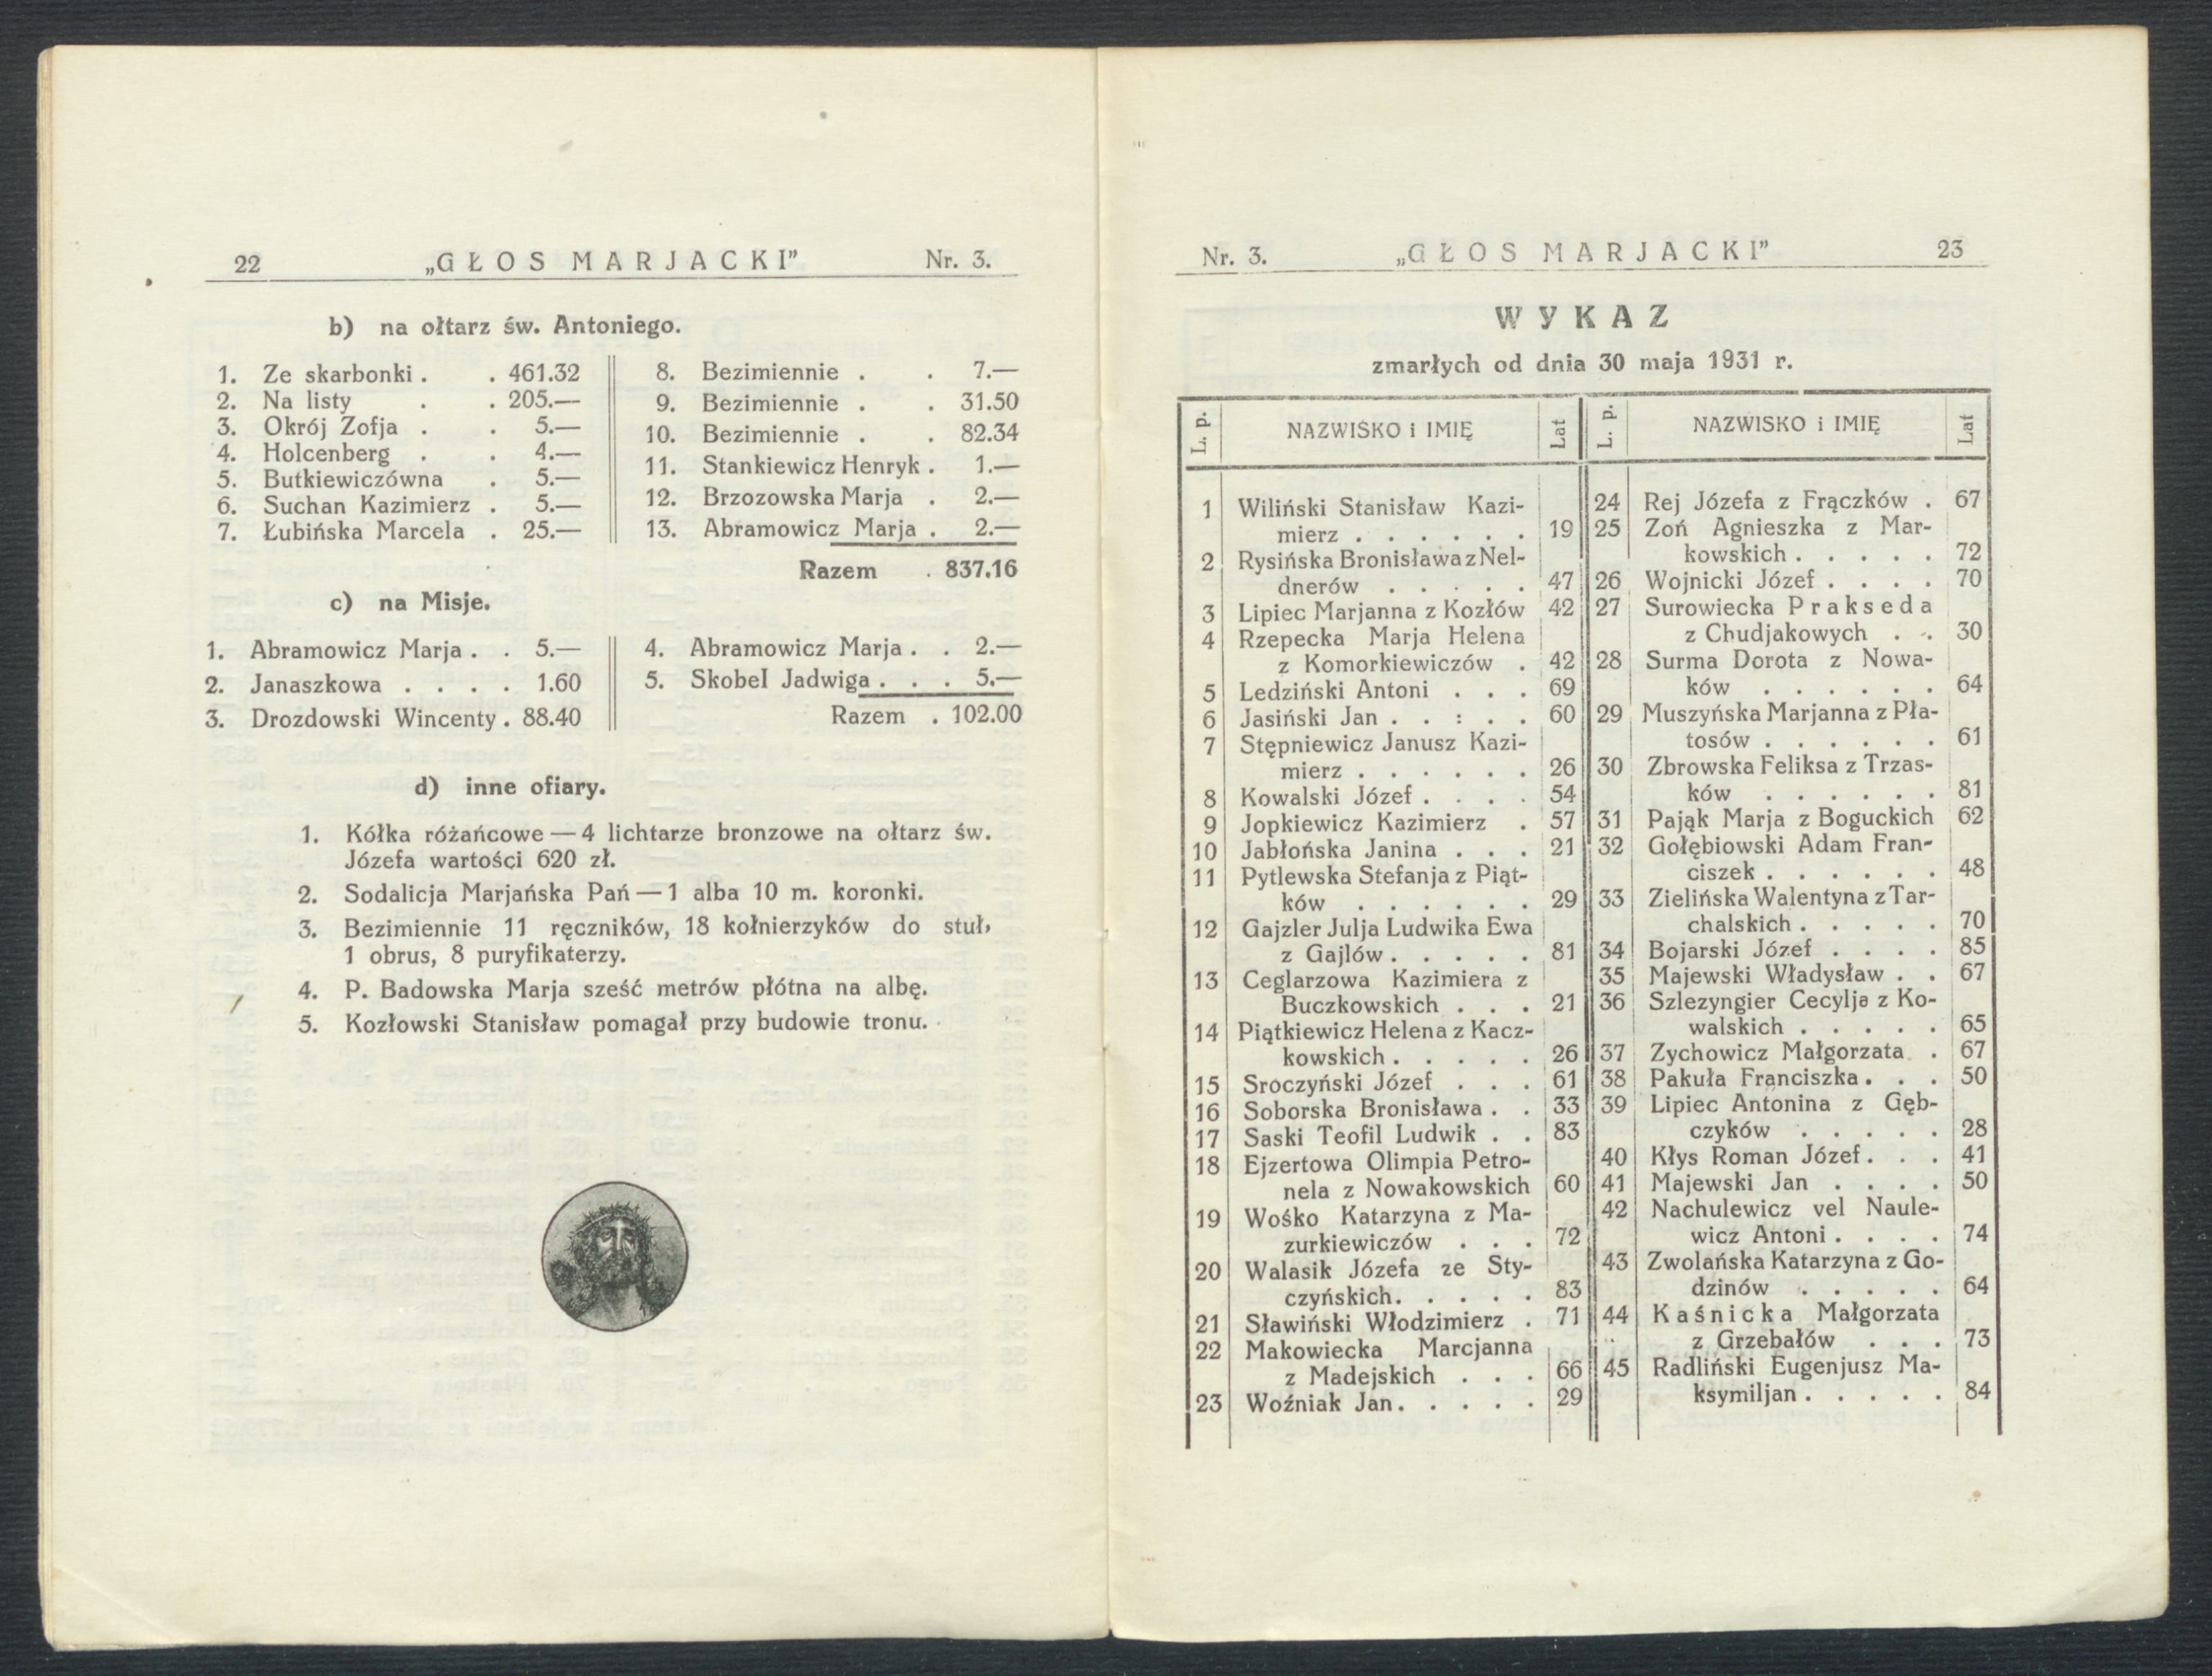 22 „GŁOS MARJACKI” Nr. 3.
b) na ołtarz św. Antoniego.
1. Ze skarbonki . . 461.32
2. Na listy . . 205.—
3. Okrój Zofja . . 5.—
4. Holcenberg . . 4.—
5. Butkiewiczówna . 5.—
6. Suchan Kazimierz . 5.—
7. Łubińska Marcela . 25.—
8. Bezimiennie . . 7.—
9. Bezimiennie . . 31.50
10. Bezimiennie . . 82.34
11. Stankiewicz Henryk . 1.—
12. Brzozowska Marja . 2.—
13. Abramowicz Marja . 2.—
Razem . 837.16
c) na Misje.
1. Abramowicz Marja . . 5.—
2. Janaszkowa . . . . 1.60
3. Drozdowski Wincenty . 88.40
4. Abramowicz Marja . . 2.—
5. Skobel Jadwiga . . . 5.—
Razem . 102.00
d) inne ofiary.
1. Kółka różańcowe — 4 lichtarze bronzowe na ołtarz św.
Józefa wartości 620 zł.
2. Sodalicja Marjańska Pań — 1 alba 10 m. koronki.
3. Bezimiennie 11 ręczników, 18 kołnierzyków do stuł,
1 obrus, 8 puryfikaterzy.
4. P. Badowska Marja sześć metrów płótna na albę.
5. Kozłowski Stanisław pomagał przy budowie tronu.
Nr. 3. „GŁOS MARJACKI” 23
WYKAZ
zmarłych od dnia 30 maja 1931 r.
L. p. NAZWISKO i IMIĘ Lat
1 Wiliński Stanisław Kazi-
mierz . . . . . . 19
2 Rysińska Bronisława z Nel-
dnerów . . . . . 47
3 Lipiec Marjanna z Kozłów 42
4 Rzepecka Marja Helena
z Komorkiewiczów . 42
5 Ledziński Antoni . . . 69
6 Jasiński Jan . . : . . 60
7 Stępniewicz Janusz Kazi-
mierz . . . . . . 26
8 Kowalski Józef . . . . 54
9 Jopkiewicz Kazimierz . 57
10 Jabłońska Janina . . . 21
11 Pytlewska Stefanja z Piąt-
ków . . . . . . 29
12 Gajzler Julja Ludwika Ewa
z Gajlów . . . . . 81
13 Ceglarzowa Kazimiera z
Buczkowskich . . . 21
14 Piątkiewicz Helena z Kacz-
kowskich . . . . . 26
15 Sroczyński Józef . . . 61
16 Soborska Bronisława . . 33
17 Saski Teofil Ludwik . . 83
18 Ejzertowa Olimpia Petro-
nela z Nowakowskich 60
19 Wośko Katarzyna z Ma-
zurkiewiczów . . . 72
20 Walasik Józefa ze Sty-
czyńskich . . . . . 83
21 Sławiński Włodzimierz . 71
22 Makowiecka Marcjanna
z Madejskich . . . 66
23 Woźniak Jan . . . . . 29
L. p. NAZWISKO i IMIĘ Lat
24 Rej Józefa z Frączków . 67
25 Zoń Agnieszka z Mar-
kowskich . . . . . 72
26 Wojnicki Józef . . . . 70
27 Surowiecka Prakseda
z Chudjakowych . . 30
28 Surma Dorota z Nowa-
ków . . . . . . 64
29 Muszyńska Marjanna z Pła-
tosów . . . . . . 61
30 Zbrowska Feliksa z Trzas-
ków . . . . . . 81
31 Pająk Marja z Boguckich 62
32 Gołębiowski Adam Fran-
ciszek . . . . . . 48
33 Zielińska Walentyna z Tar-
chalskich . . . . . 70
34 Bojarski Józef . . . . 85
35 Majewski Władysław . . 67
36 Szlezyngier Cecylja z Ko-
walskich . . . . . 65
37 Zychowicz Małgorzata . 67
38 Pakuła Franciszka . . . 50
39 Lipiec Antonina z Gęb-
czyków . . . . . 28
40 Kłys Roman Józef . . . 41
41 Majewski Jan . . . . 50
42 Nachulewicz vel Naule-
wicz Antoni . . . . 74
43 Zwolańska Katarzyna z Go-
dzinów . . . . . 64
44 Kaśnicka Małgorzata
z Grzebałów . . . 73
45 Radliński Eugenjusz Ma-
ksymiljan . . . . . 84